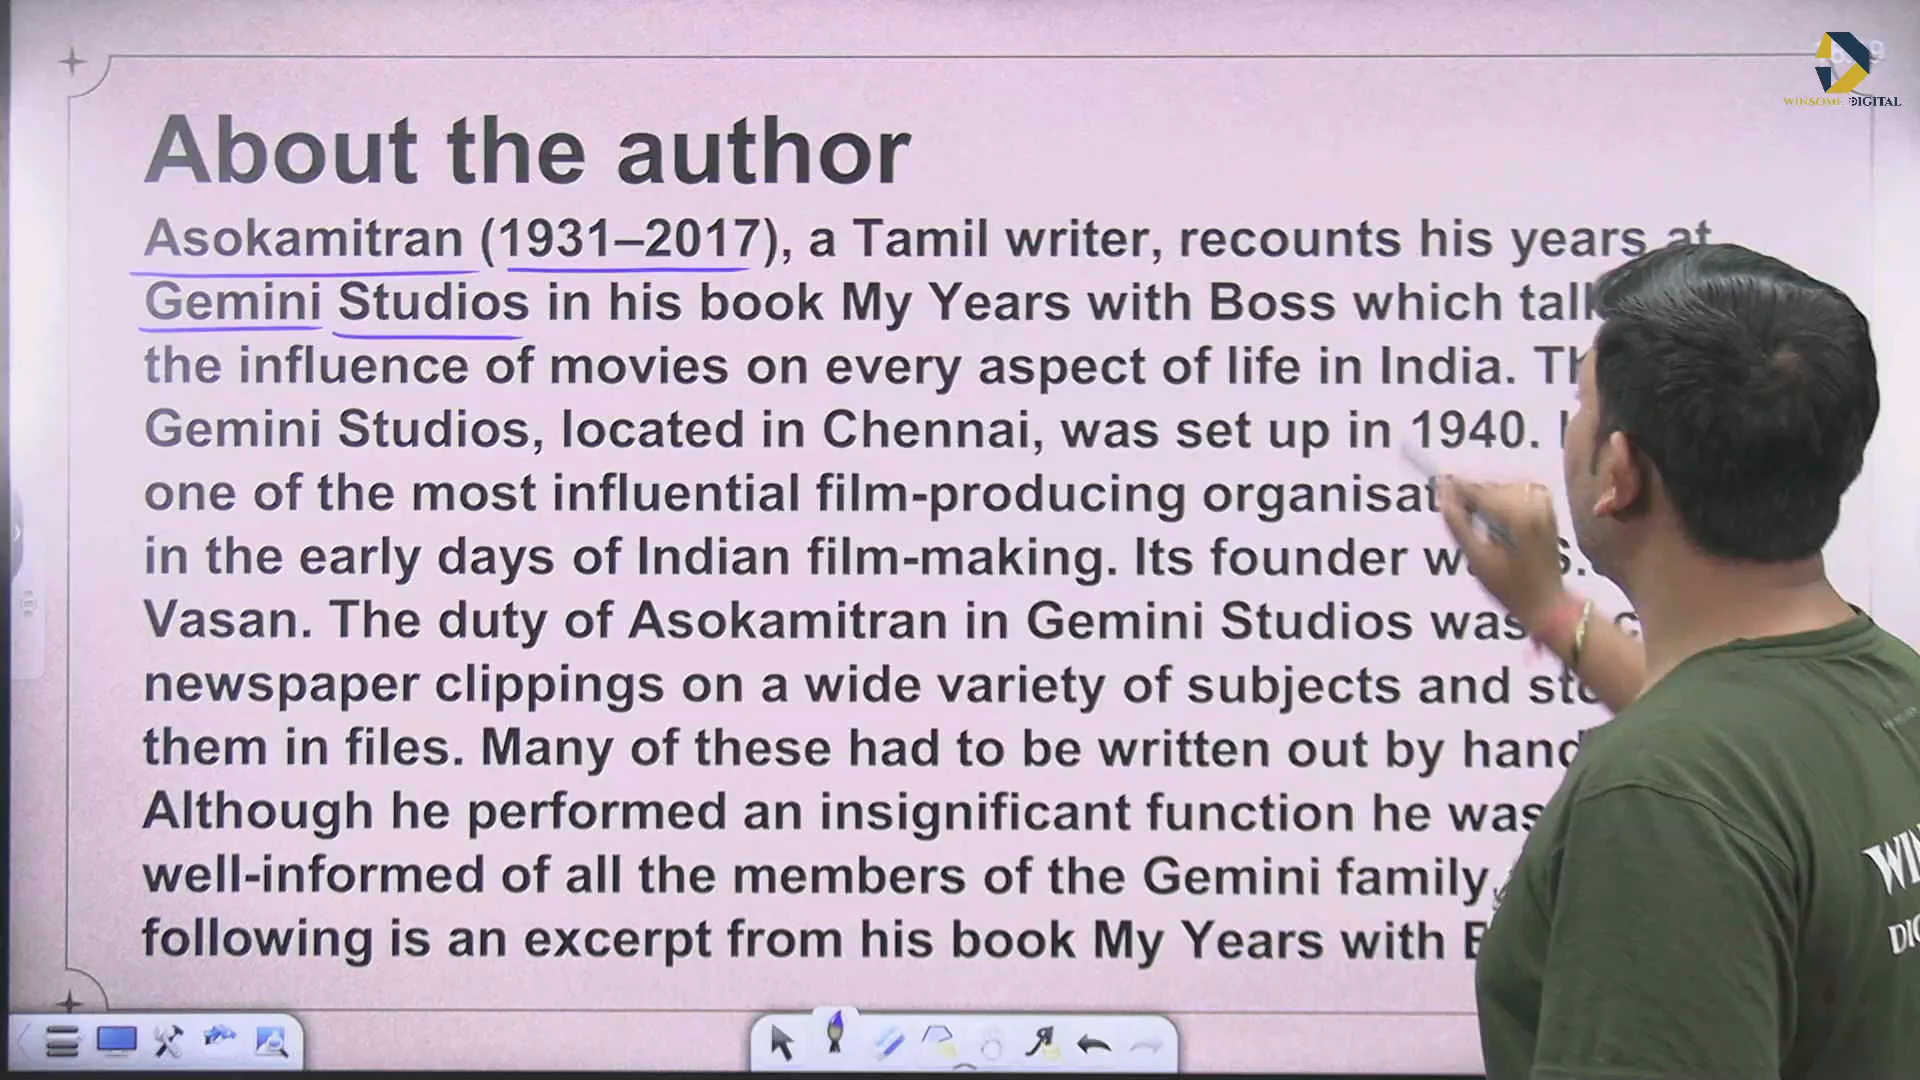 WINSOME DIGITAL
About the author
Asokamitran (1931–2017), a Tamil writer, recounts his years at
Gemini Studios in his book My Years with Boss which
the influence of movies on every aspect of life in India.
Gemini Studios, located in Chennai, was set up in 1940.
one of the most influential film-producing
in the early days of Indian film-making. Its founder
Vasan. The duty of Asokamitran in Gemini Studios was
newspaper clippings on a wide variety of subjects and
them in files. Many of these had to be written out by hand
Although he performed an insignificant function he was
well-informed of all the members of the Gemini family.
following is an excerpt from his book My Years with